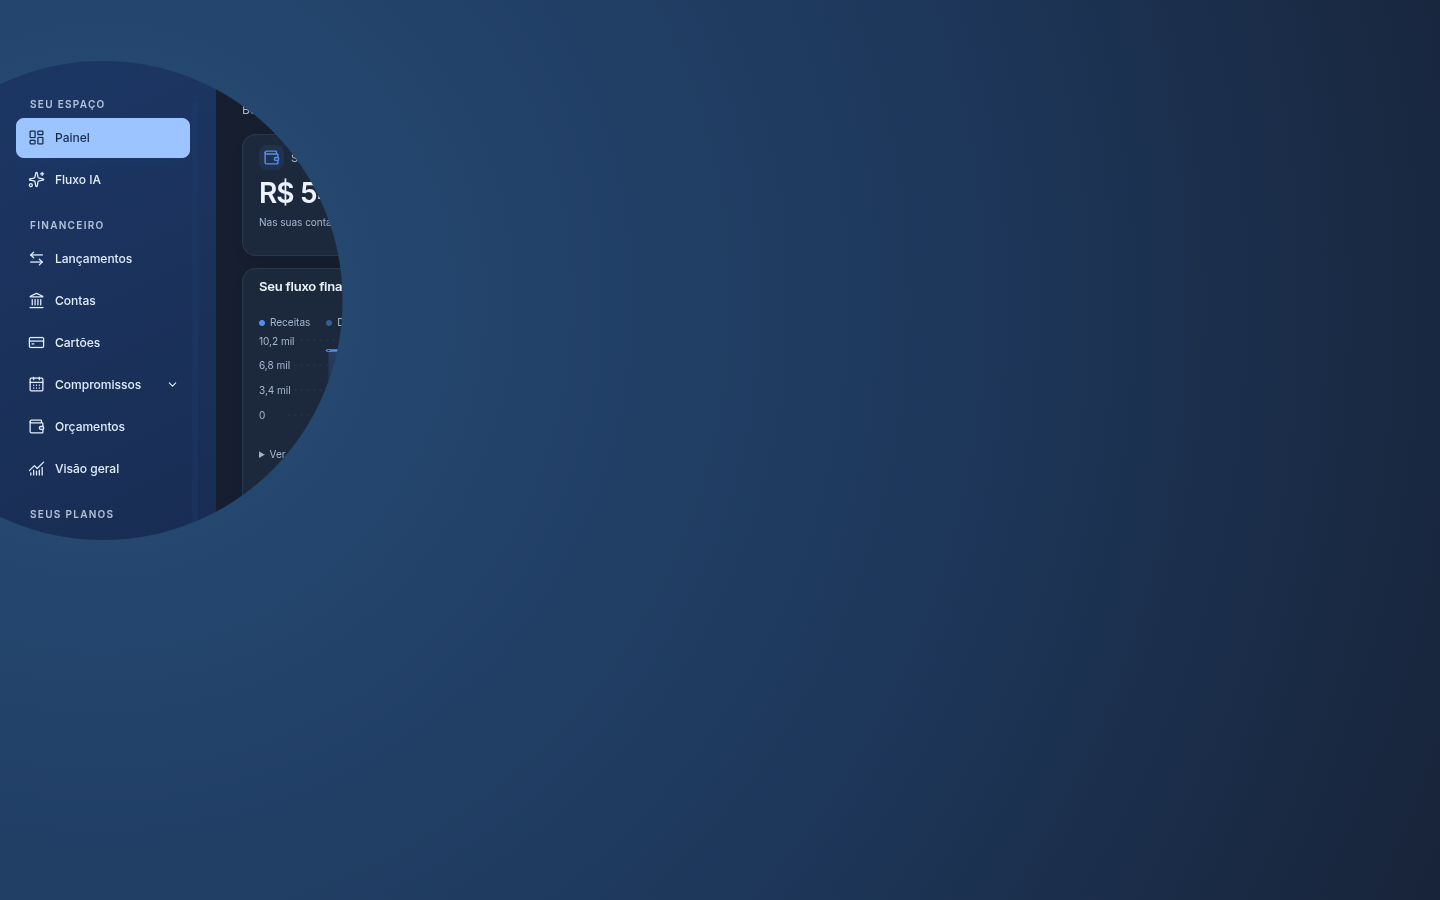 SEU ESPAÇO
Painel
Fluxo IA
FINANCEIRO
Lançamentos
Contas
Cartões
Compromissos
Orçamentos
Visão geral
SEUS PLANOS
R$ 5
Nas suas conta
Seu fluxo fina
Receitas
10,2 mil
6,8 mil
3,4 mil
0
Ver